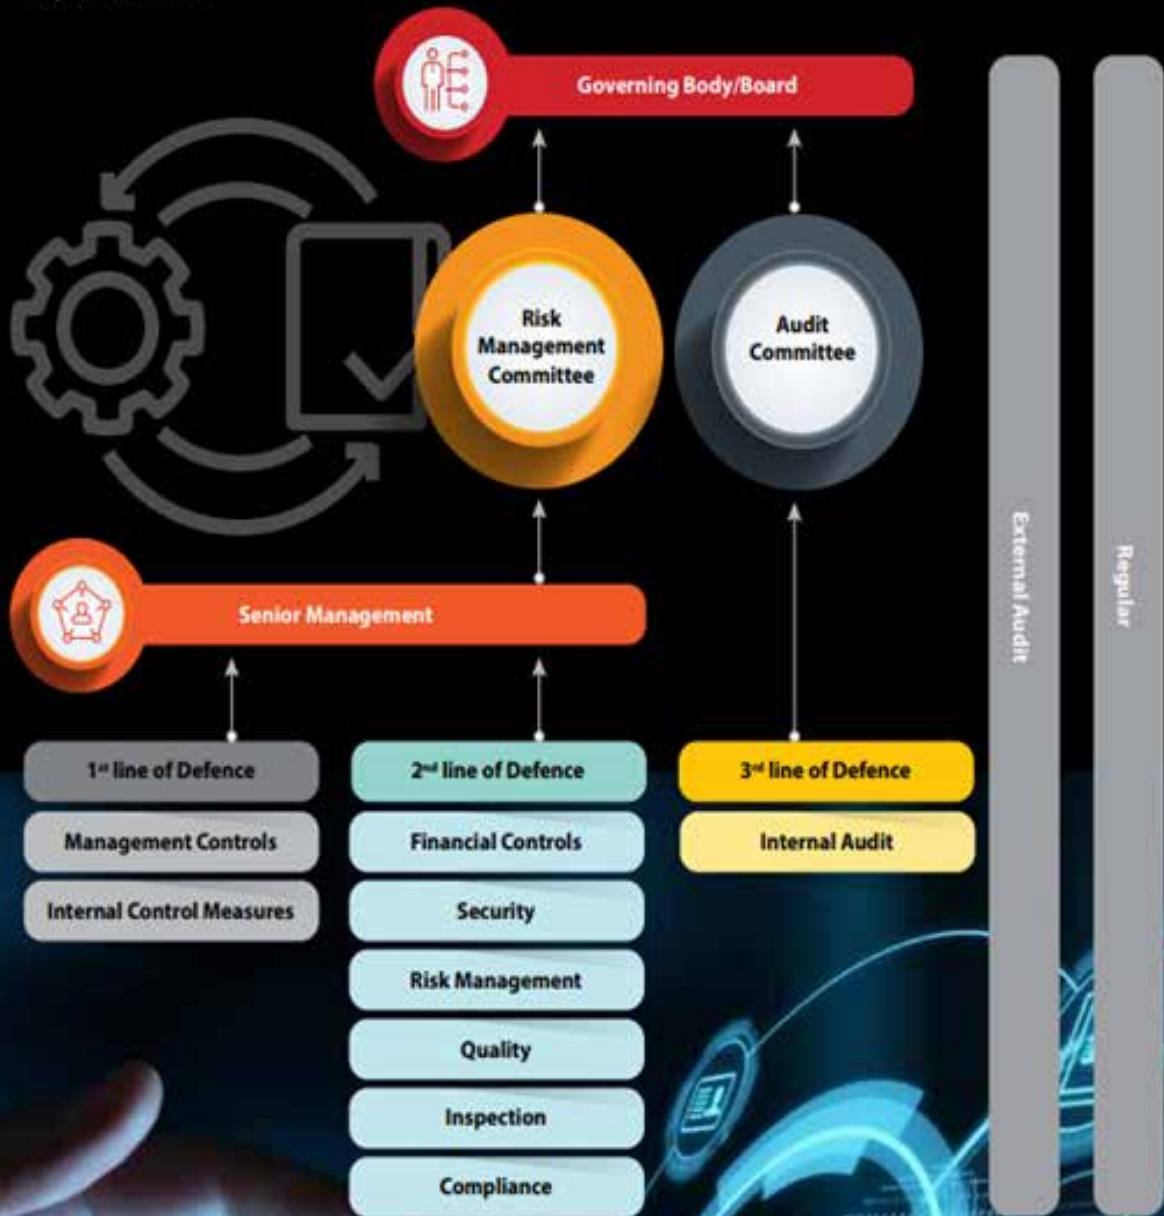 Governing Body/Board
Risk
Management
Committee
Audit
Committee
Senior Management
1st line of Defence
2nd line of Defence
3rd line of Defence
Management Controls
Financial Controls
Internal Audit
Internal Control Measures
Security
Risk Management
Quality
Inspection
Compliance
External Audit
Regular